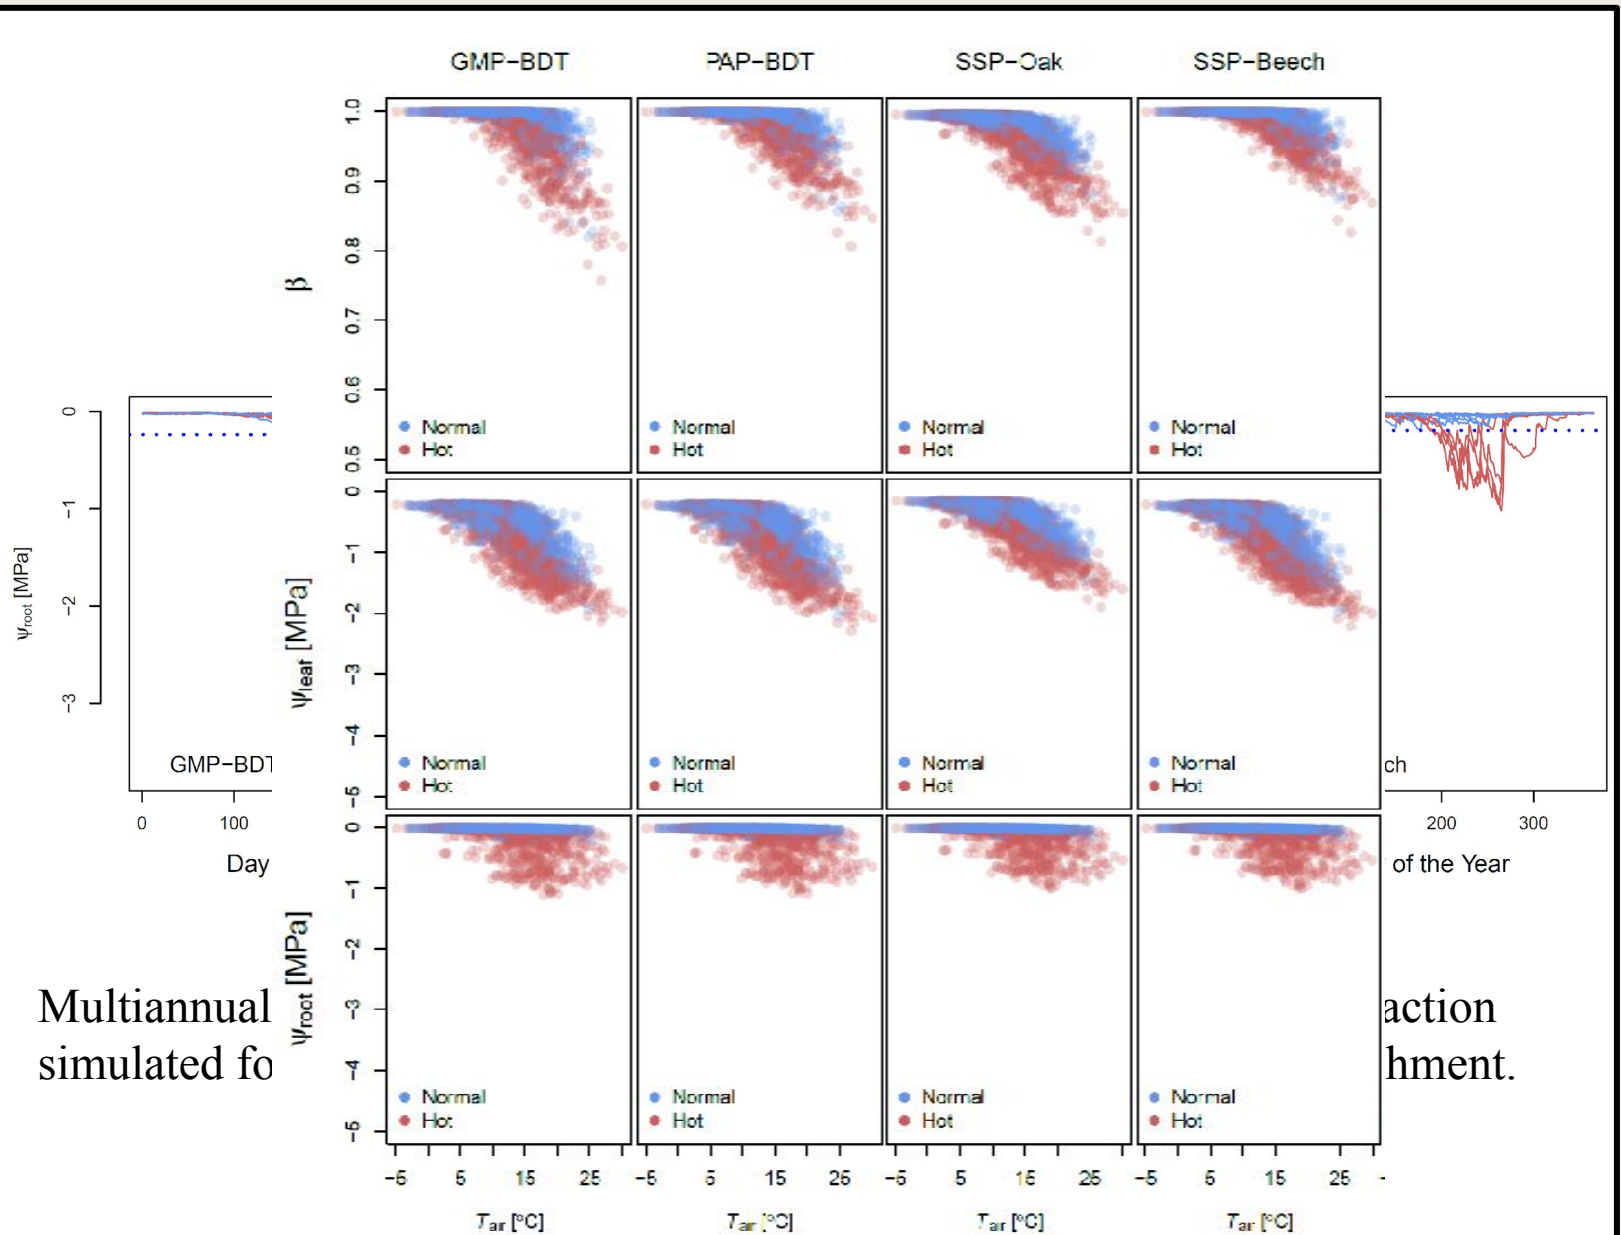 GMP−BDT PAP−BDT SSP−Oak SSP−Beech
β
1.0
0.9
0.8
0.7
0.6
0.5
Normal
Hot
Normal
Hot
Normal
Hot
Normal
Hot
ψleaf [MPa]
0
−1
−2
−3
−4
−5
Normal
Hot
Normal
Hot
Normal
Hot
Normal
Hot
ψroot [MPa]
0
−1
−2
−3
−4
−5
Normal
Hot
Normal
Hot
Normal
Hot
Normal
Hot
−5 5 15 25 −5 5 15 25 −5 5 15 25 −5 5 15 25
Tair [°C] Tair [°C] Tair [°C] Tair [°C]
ψroot [MPa]
0
−1
−2
−3
GMP−BDT
ch
0 100 200 300
Day of the Year
Multiannual action
simulated fo hment.